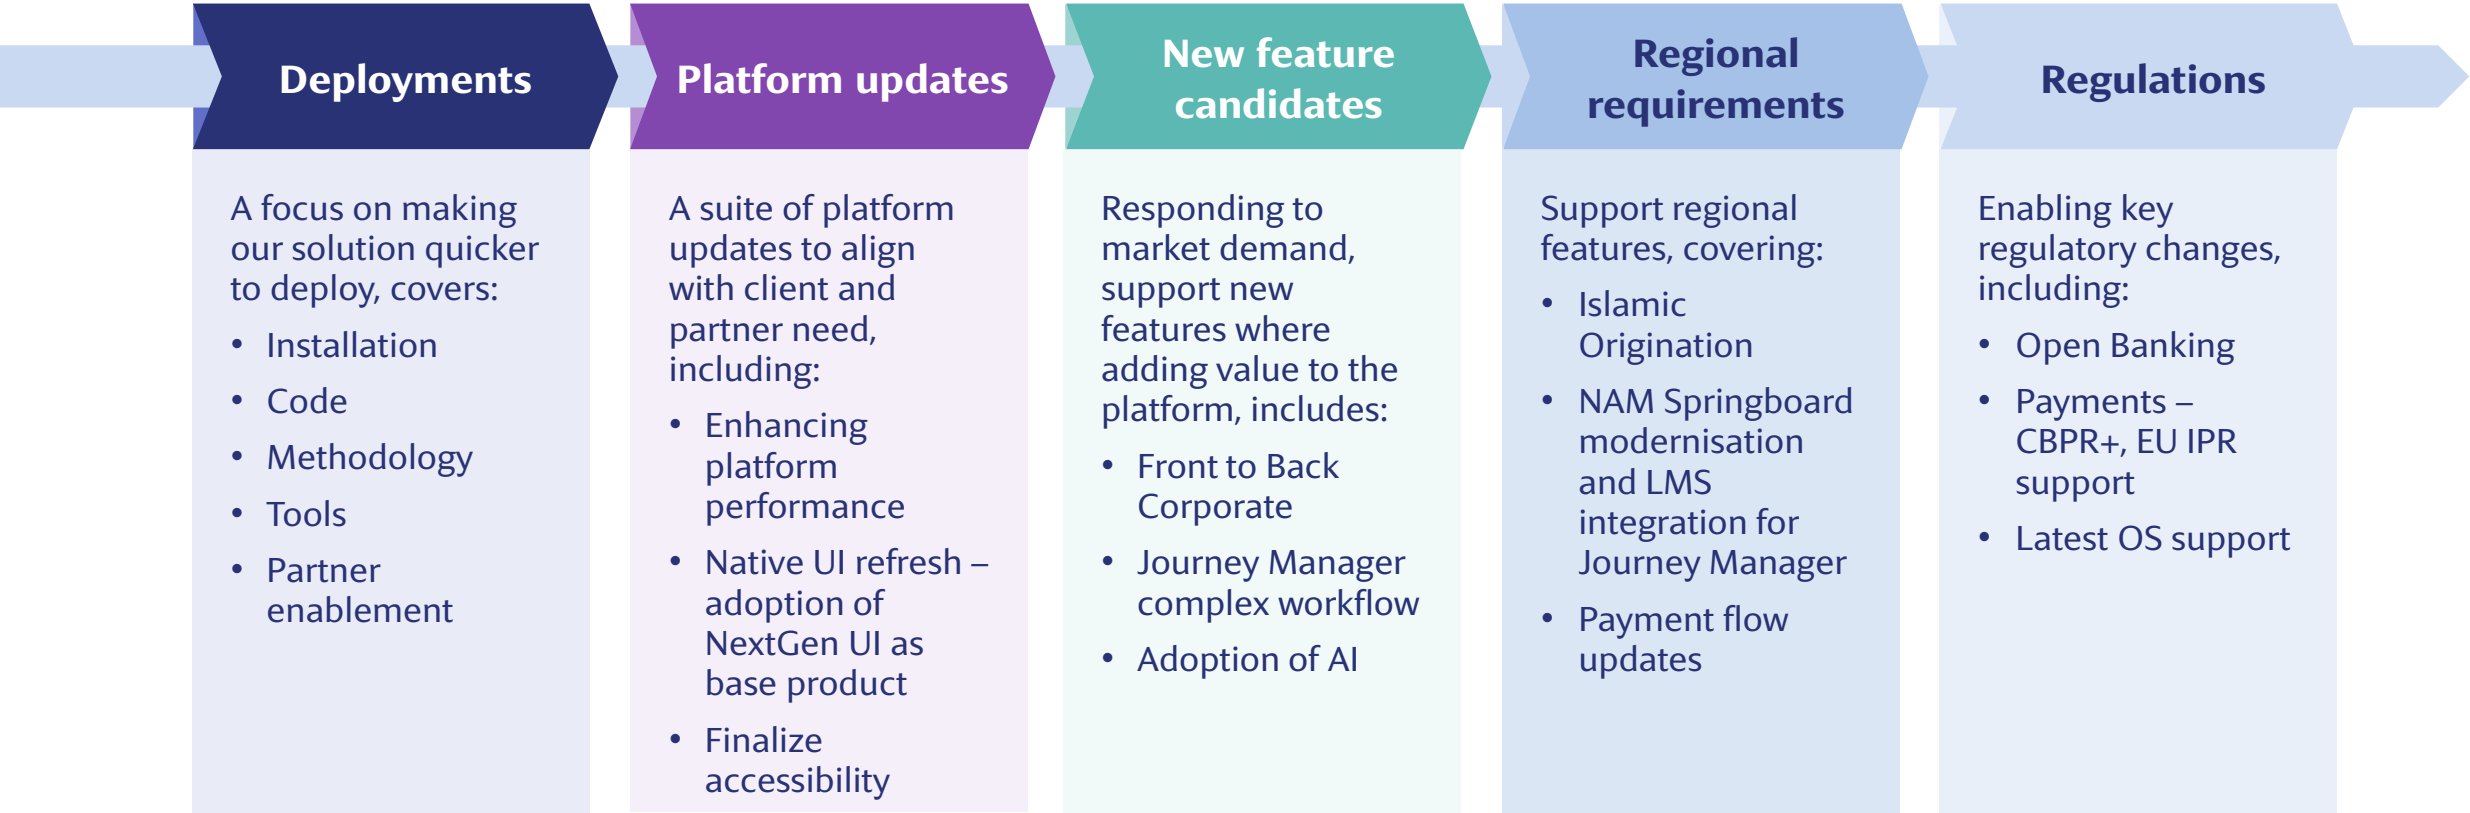 Deployments
A focus on making
our solution quicker
to deploy, covers:
• Installation
• Code
• Methodology
• Tools
• Partner
enablement
Platform updates
A suite of platform
updates to align
with client and
partner need,
including:
• Enhancing
platform
performance
• Native UI refresh –
adoption of
NextGen UI as
base product
• Finalize
accessibility
New feature
candidates
Responding to
market demand,
support new
features where
adding value to the
platform, includes:
• Front to Back
Corporate
• Journey Manager
complex workflow
• Adoption of AI
Regional
requirements
Support regional
features, covering:
• Islamic
Origination
• NAM Springboard
modernisation
and LMS
integration for
Journey Manager
• Payment flow
updates
Regulations
Enabling key
regulatory changes,
including:
• Open Banking
• Payments –
CBPR+, EU IPR
support
• Latest OS support